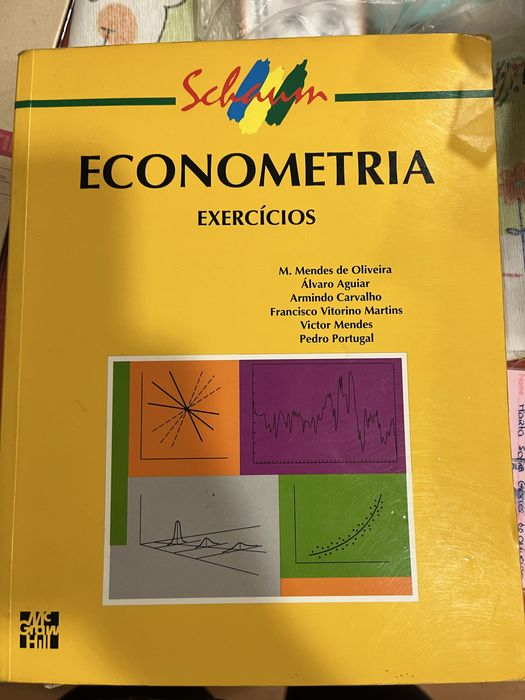 Schaum
ECONOMETRIA
EXERCÍCIOS
M. Mendes de Oliveira
Álvaro Aguiar
Armindo Carvalho
Francisco Vitorino Martins
Victor Mendes
Pedro Portugal
Mc
Graw
Hill